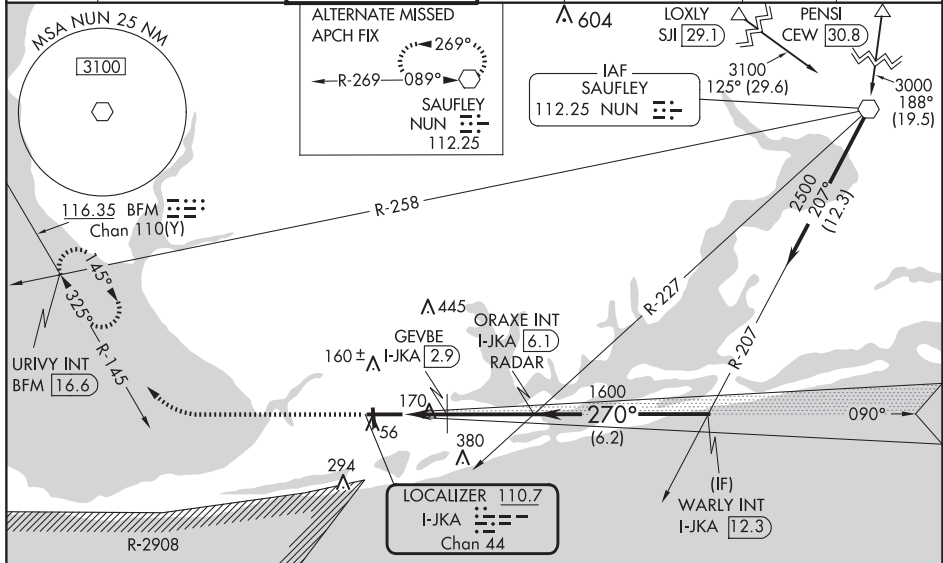 MSA NUN 25 NM
3100
ALTERNATE MISSED
APCH FIX
269°
R-269
089°
SAUFLEY
NUN
112.25
604
LOXLY
SJI 29.1
PENSI
CEW 30.8
3100
125° (29.6)
3000
188°
(19.5)
IAF
SAUFLEY
112.25 NUN
116.35 BFM
Chan 110(Y)
R-258
2500
207°
(12.3)
145°
325°
R-145
R-227
R-207
URIVY INT
BFM 16.6
445
GEVBE
I-JKA 2.9
ORAXE INT
I-JKA 6.1
RADAR
160 ±
170
56
1600
270°
(6.2)
090°
380
294
(IF)
WARLY INT
I-JKA 12.3
LOCALIZER 110.7
I-JKA
Chan 44
R-2908